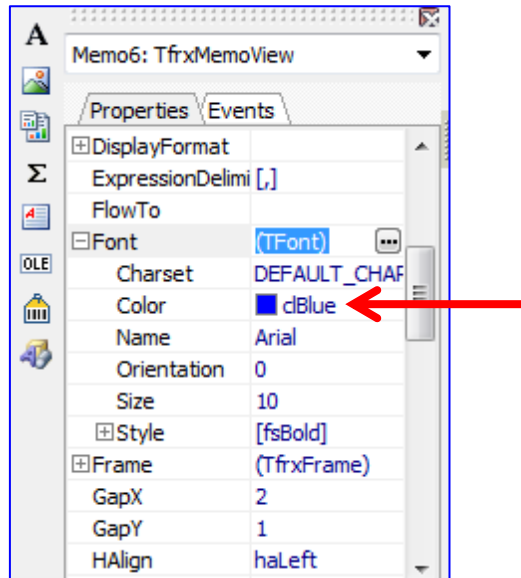 A
Memo6: TfrxMemoView
Properties Events
DisplayFormat
ExpressionDelimi [,]
FlowTo
Font (TFont) ...
Charset DEFAULT_CHAR
Color clBlue
Name Arial
Orientation 0
Size 10
Style [fsBold]
Frame (TfrxFrame)
GapX 2
GapY 1
HAlign haLeft
Σ
OLE